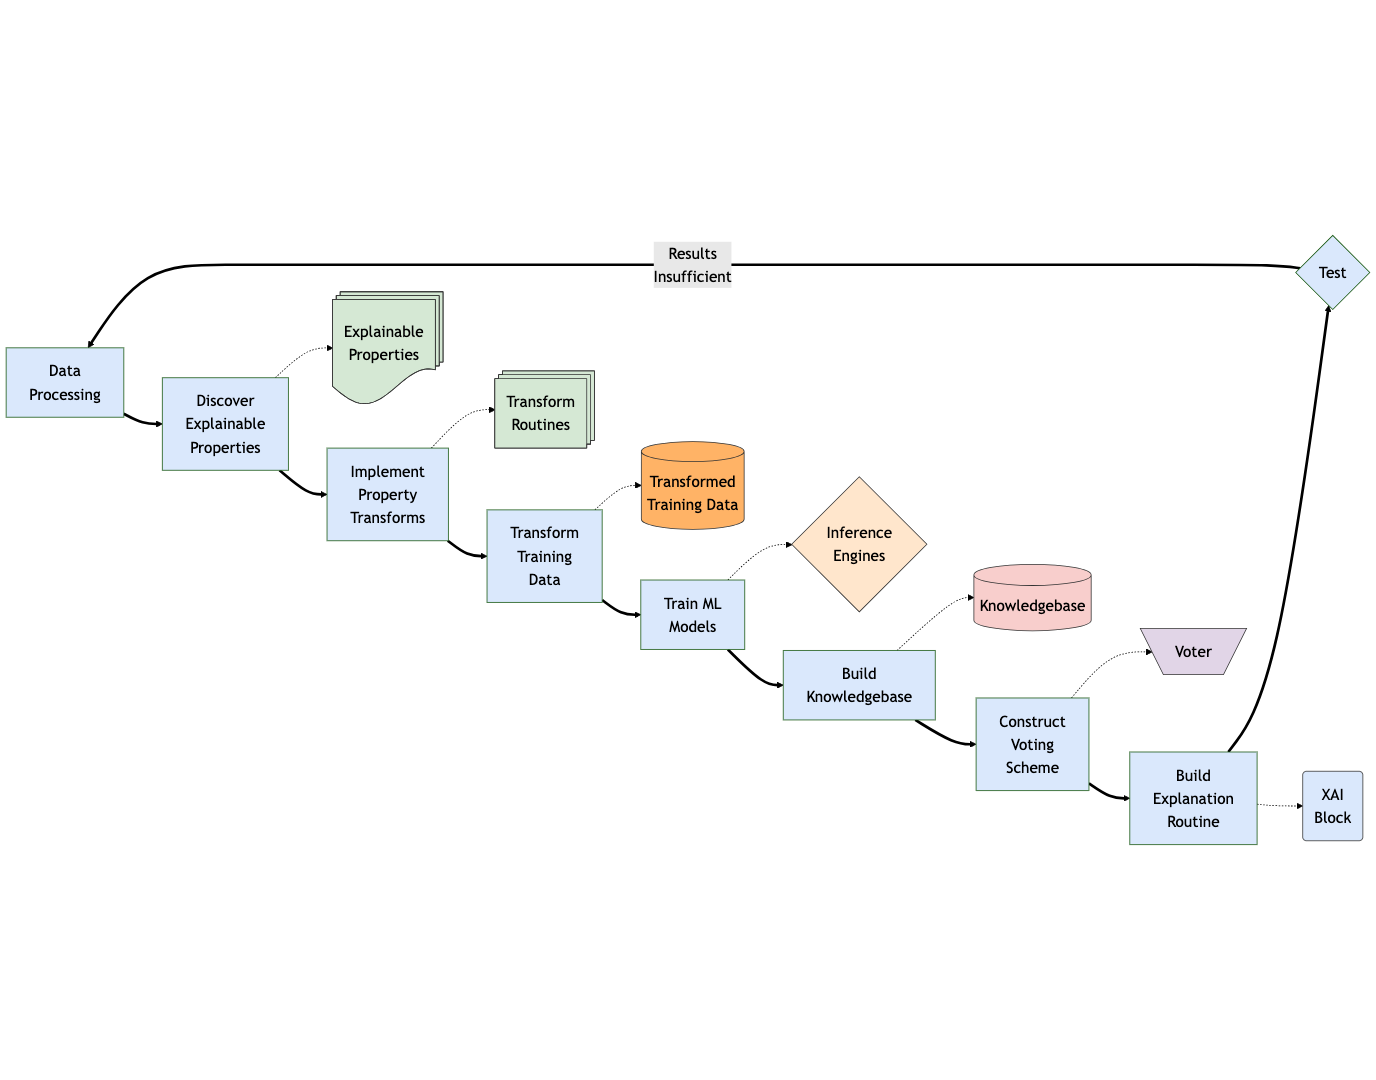 Results
Insufficient
Test
Explainable
Properties
Data
Processing
Discover
Explainable
Properties
Transform
Routines
Implement
Property
Transforms
Transformed
Training Data
Transform
Training
Data
Inference
Engines
Train ML
Models
Knowledgebase
Build
Knowledgebase
Voter
Construct
Voting
Scheme
Build
Explanation
Routine
XAI
Block